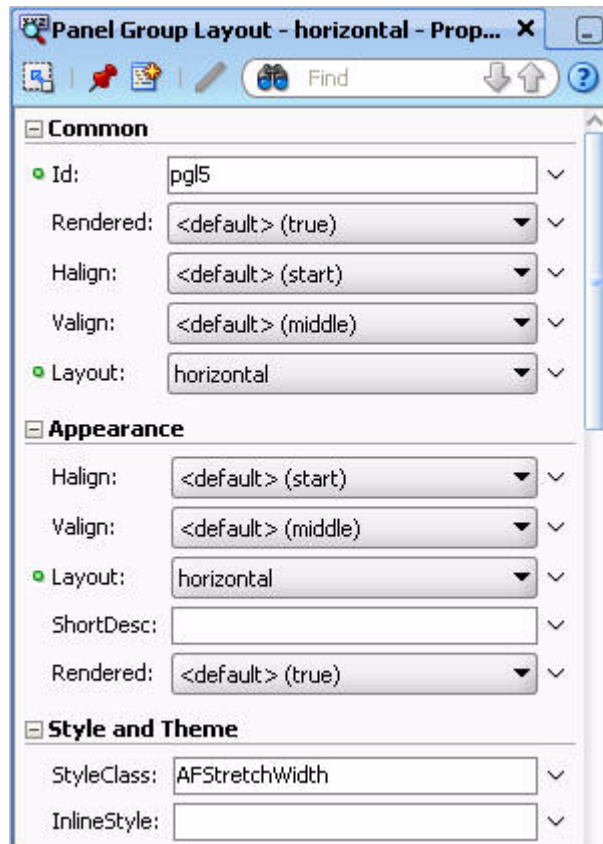 Panel Group Layout - horizontal - Prop...
Find
Common
Id: pgl5
Rendered: <default> (true)
Halign: <default> (start)
Valign: <default> (middle)
Layout: horizontal
Appearance
Halign: <default> (start)
Valign: <default> (middle)
Layout: horizontal
ShortDesc:
Rendered: <default> (true)
Style and Theme
StyleClass: AFStretchWidth
InlineStyle: